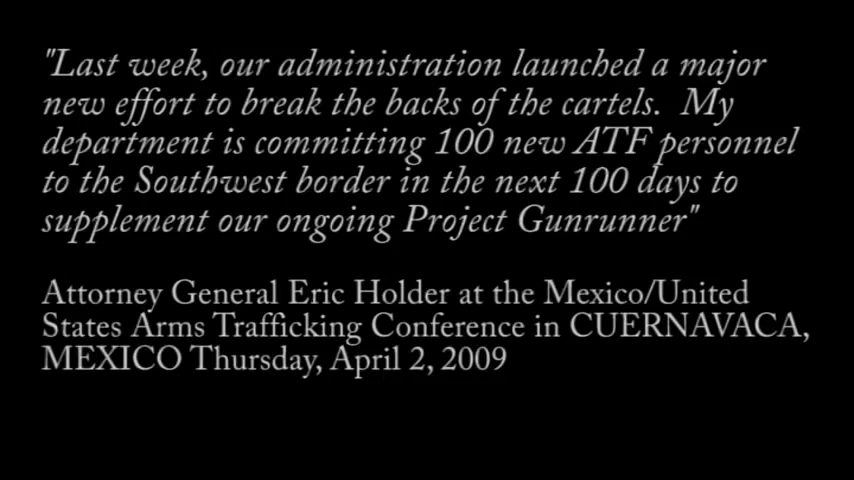 "Last week, our administration launched a major
new effort to break the backs of the cartels.  My
department is committing 100 new ATF personnel
to the Southwest border in the next 100 days to
supplement our ongoing Project Gunrunner"
Attorney General Eric Holder at the Mexico/United
States Arms Trafficking Conference in CUERNAVACA,
MEXICO Thursday, April 2, 2009